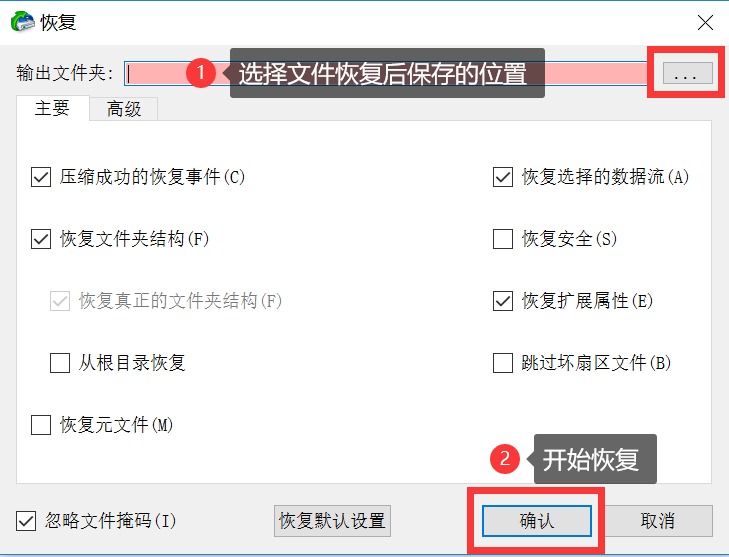 恢复
输出文件夹:
1 选择文件恢复后保存的位置
...
主要 高级
压缩成功的恢复事件(C)
恢复选择的数据流(A)
恢复文件夹结构(F)
恢复安全(S)
恢复真正的文件夹结构(F)
恢复扩展属性(E)
从根目录恢复
跳过坏扇区文件(B)
恢复元文件(M)
2 开始恢复
忽略文件掩码(I)
恢复默认设置
确认
取消